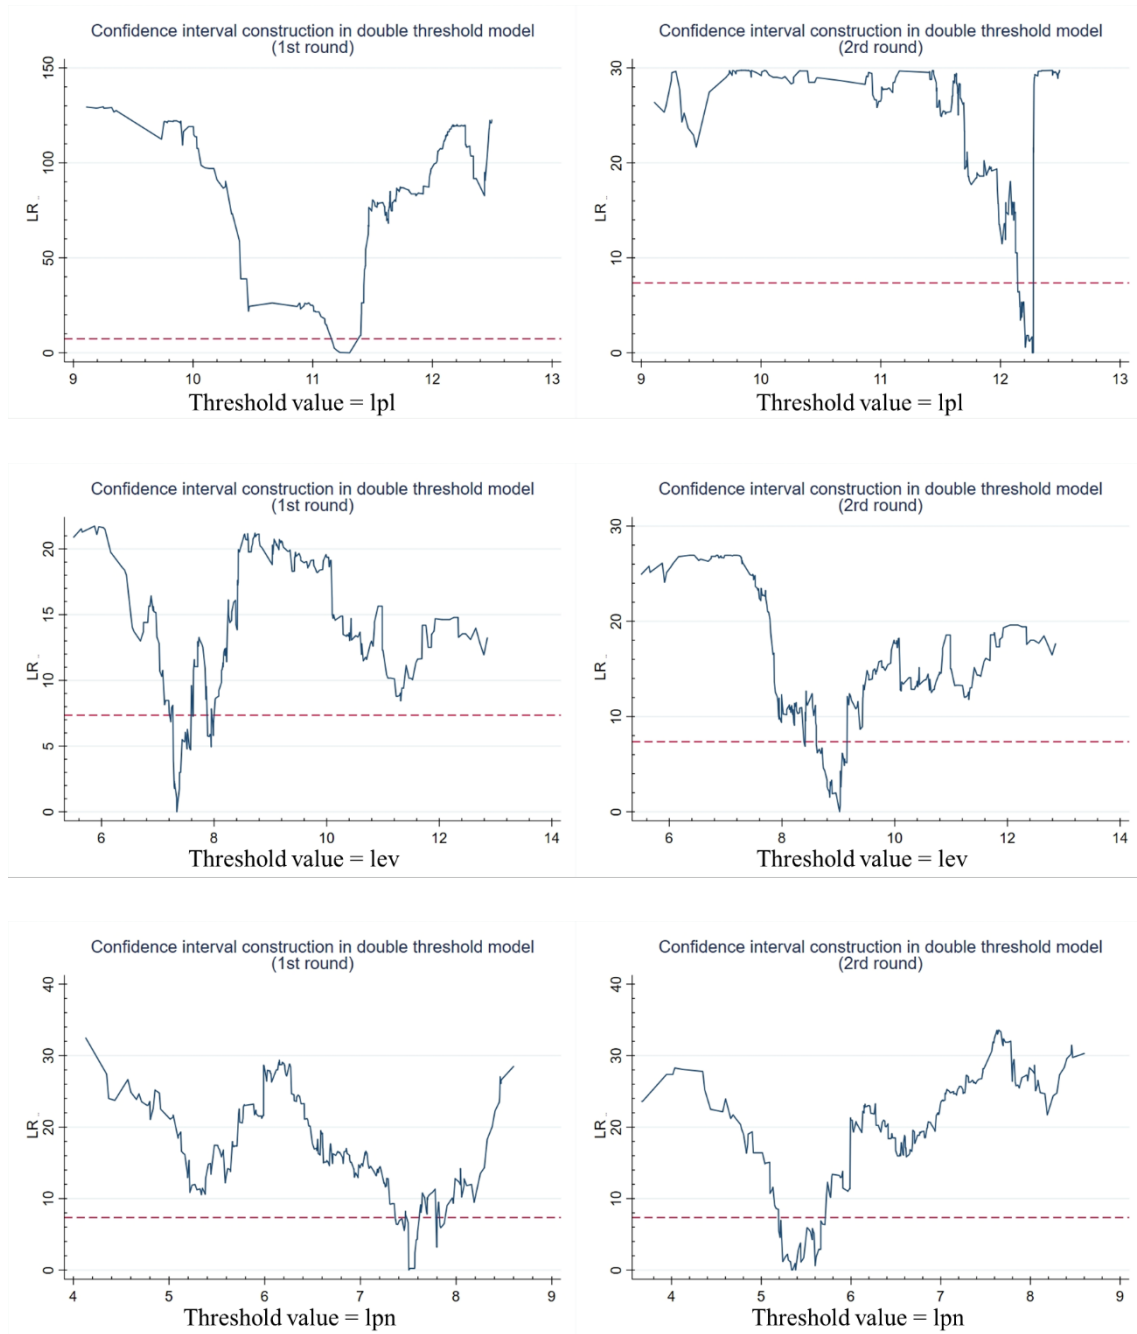 Confidence interval construction in double threshold model
(1st round)
150
100
50
0
LR_
9 10 11 12 13
Threshold value = lpl
Confidence interval construction in double threshold model
(2rd round)
30
20
10
0
LR_
9 10 11 12 13
Threshold value = lpl
Confidence interval construction in double threshold model
(1st round)
20
15
10
5
0
LR_
6 8 10 12 14
Threshold value = lev
Confidence interval construction in double threshold model
(2rd round)
30
20
10
0
LR_
6 8 10 12 14
Threshold value = lev
Confidence interval construction in double threshold model
(1st round)
40
30
20
10
0
LR_
4 5 6 7 8 9
Threshold value = lpn
Confidence interval construction in double threshold model
(2rd round)
40
30
20
10
0
LR_
4 5 6 7 8 9
Threshold value = lpn